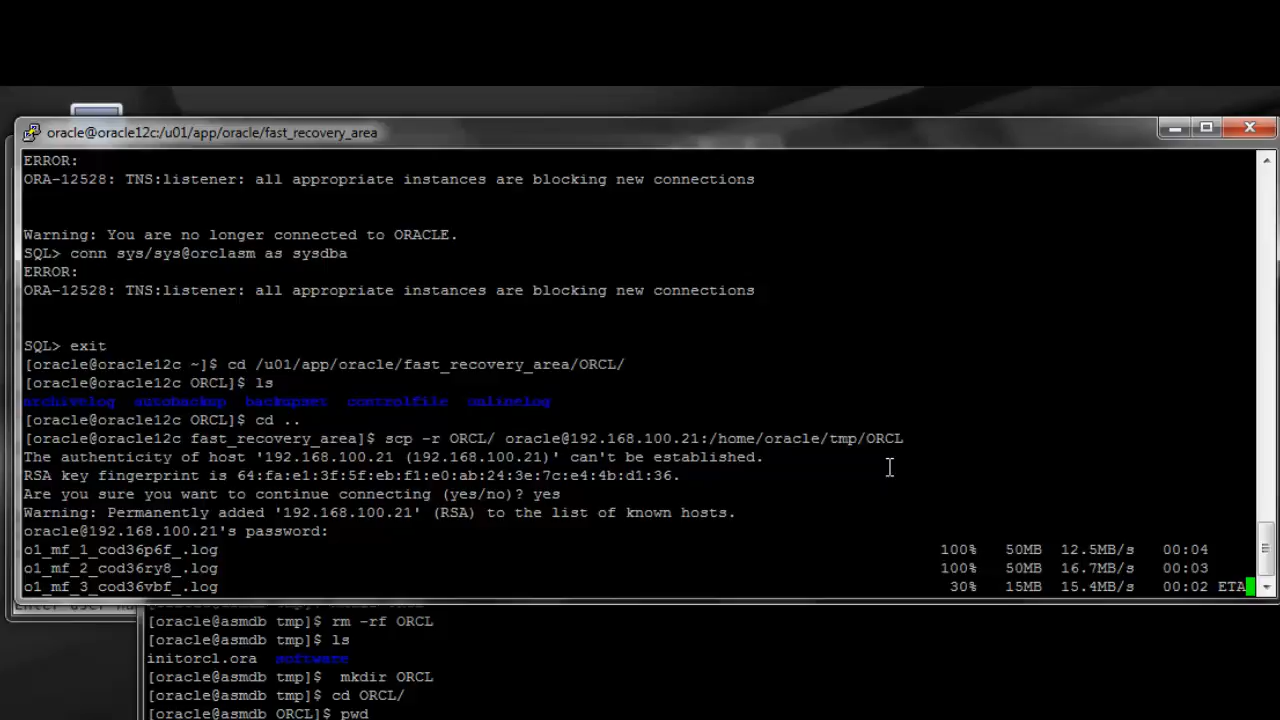 oracle@oracle12c:/u01/app/oracle/fast_recovery_area
ERROR:
ORA-12528: TNS:listener: all appropriate instances are blocking new connections
Warning: You are no longer connected to ORACLE.
SQL> conn sys/sys@orclasm as sysdba
ERROR:
ORA-12528: TNS:listener: all appropriate instances are blocking new connections
SQL> exit
[oracle@oracle12c ~]$ cd /u01/app/oracle/fast_recovery_area/ORCL/
[oracle@oracle12c ORCL]$ ls
archivelog autobackup backupset controlfile onlinelog
[oracle@oracle12c ORCL]$ cd ..
[oracle@oracle12c fast_recovery_area]$ scp -r ORCL/ oracle@192.168.100.21:/home/oracle/tmp/ORCL
The authenticity of host '192.168.100.21 (192.168.100.21)' can't be established.
RSA key fingerprint is 64:fa:e1:3f:5f:eb:f1:e0:ab:24:3e:7c:e4:4b:d1:36.
Are you sure you want to continue connecting (yes/no)? yes
Warning: Permanently added '192.168.100.21' (RSA) to the list of known hosts.
oracle@192.168.100.21's password:
o1_mf_1_cod36p6f_.log 100% 50MB 12.5MB/s 00:04
o1_mf_2_cod36ry8_.log 100% 50MB 16.7MB/s 00:03
o1_mf_3_cod36vbf_.log 30% 15MB 15.4MB/s 00:02 ETA
[oracle@asmdb tmp]$ rm -rf ORCL
[oracle@asmdb tmp]$ ls
initorcl.ora software
[oracle@asmdb tmp]$ mkdir ORCL
[oracle@asmdb tmp]$ cd ORCL/
[oracle@asmdb ORCL]$ pwd